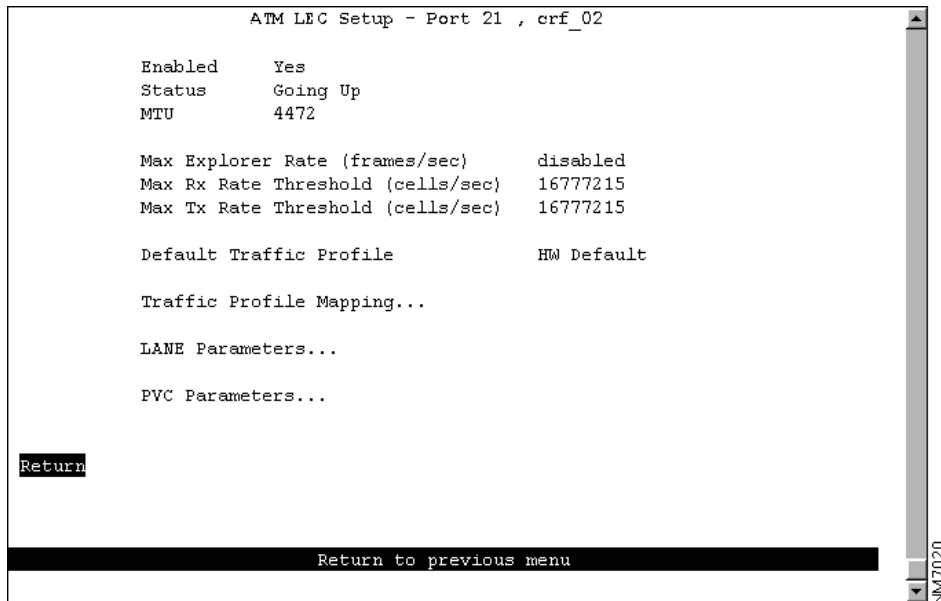 ATM LEC Setup - Port 21 , crf_02
Enabled Yes
Status Going Up
MTU 4472
Max Explorer Rate (frames/sec) disabled
Max Rx Rate Threshold (cells/sec) 16777215
Max Tx Rate Threshold (cells/sec) 16777215
Default Traffic Profile HW Default
Traffic Profile Mapping...
LANE Parameters...
PVC Parameters...
Return
Return to previous menu
NM7020